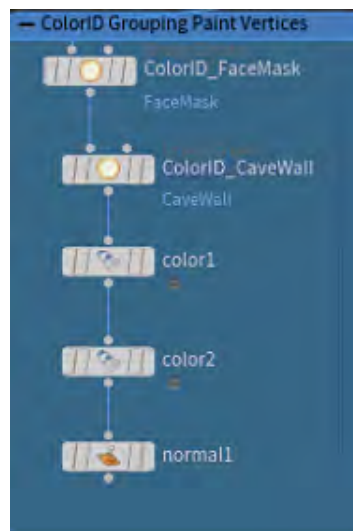 ColorID Grouping Paint Vertices
ColorID_FaceMask
FaceMask
ColorID_CaveWall
CaveWall
color1
color2
normal1